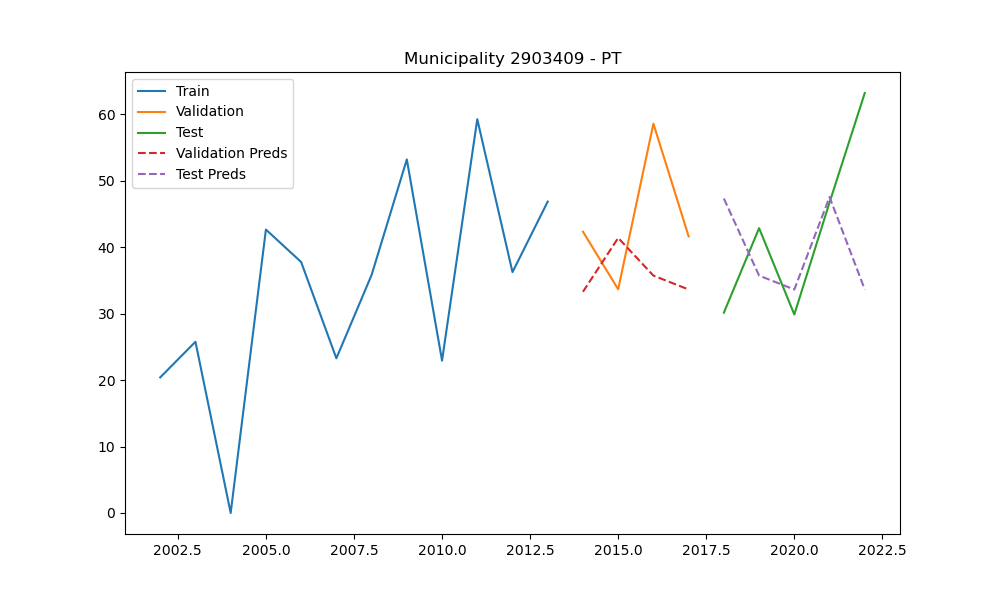 Municipality 2903409 - PT
Train
Validation
Test
Validation Preds
Test Preds
60
50
40
30
20
10
0
2002.5 2005.0 2007.5 2010.0 2012.5 2015.0 2017.5 2020.0 2022.5